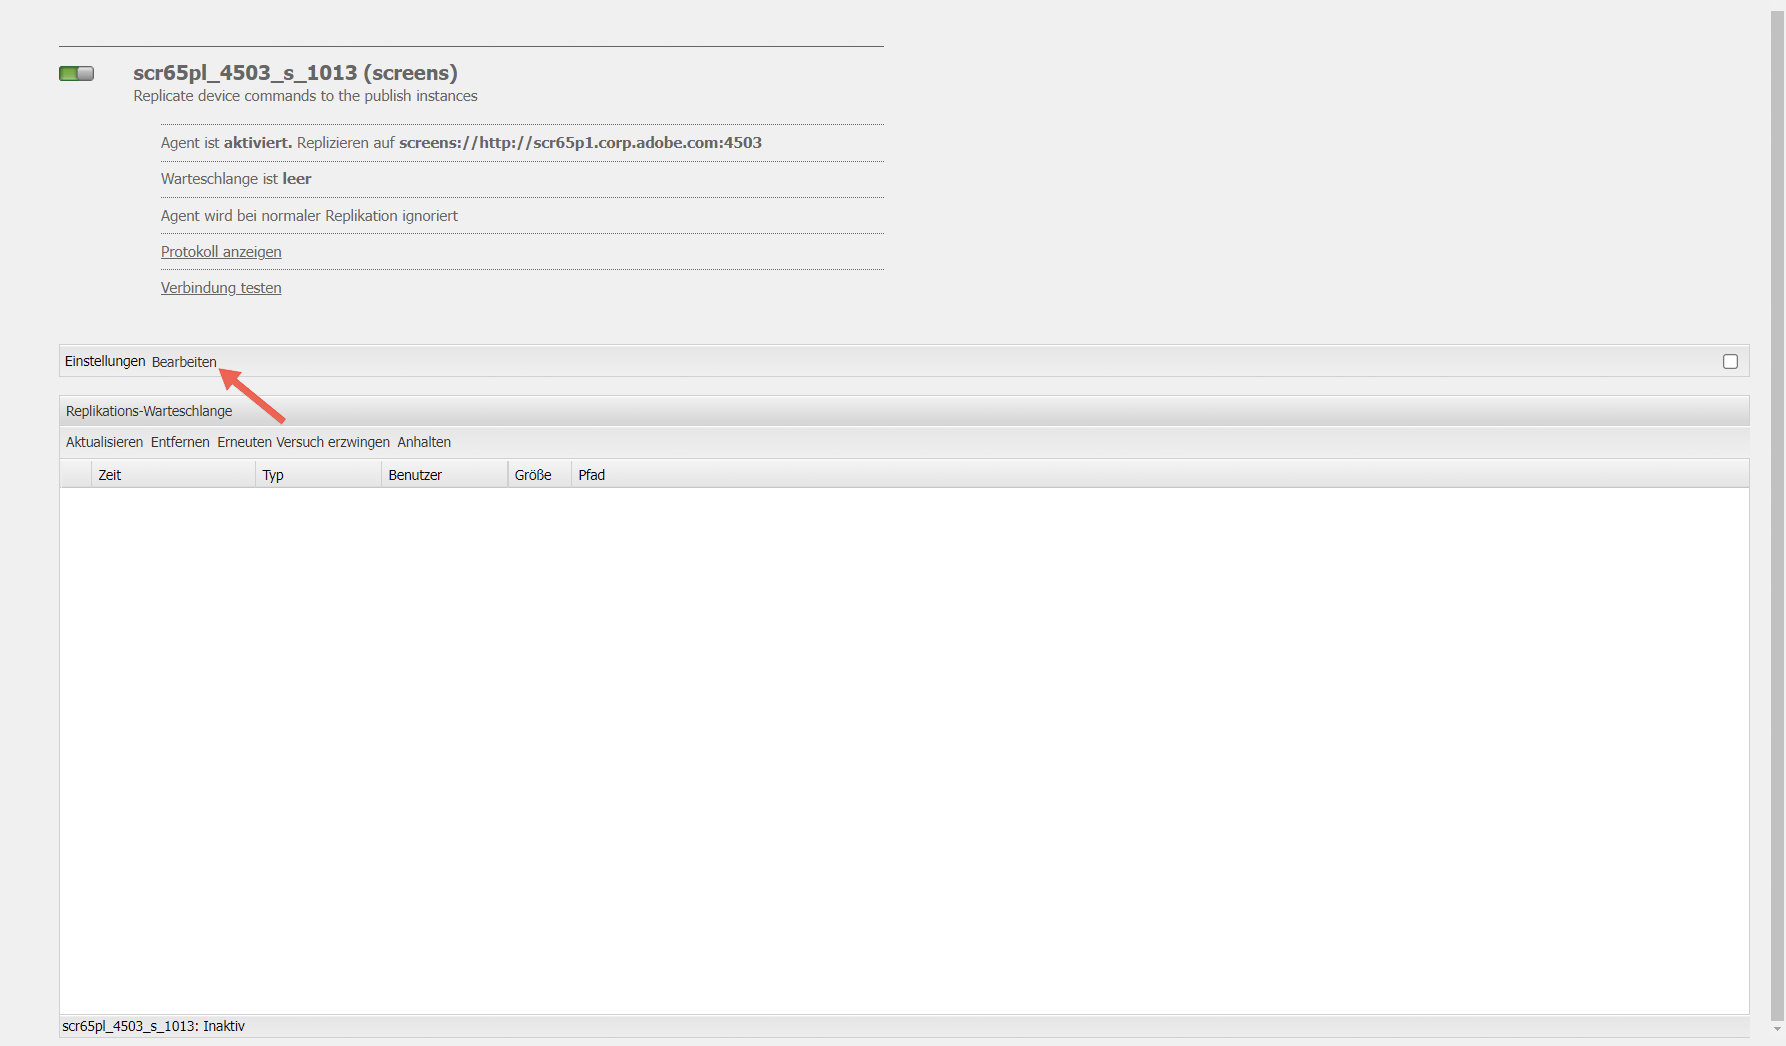 scr65pl_4503_s_1013 (screens)
Replicate device commands to the publish instances
Agent ist aktiviert. Replizieren auf screens://http://scr65p1.corp.adobe.com:4503
Warteschlange ist leer
Agent wird bei normaler Replikation ignoriert
Protokoll anzeigen
Verbindung testen
Einstellungen Bearbeiten
Replikations-Warteschlange
Aktualisieren Entfernen Erneuten Versuch erzwingen Anhalten
Zeit Typ Benutzer Größe Pfad
scr65pl_4503_s_1013: Inaktiv